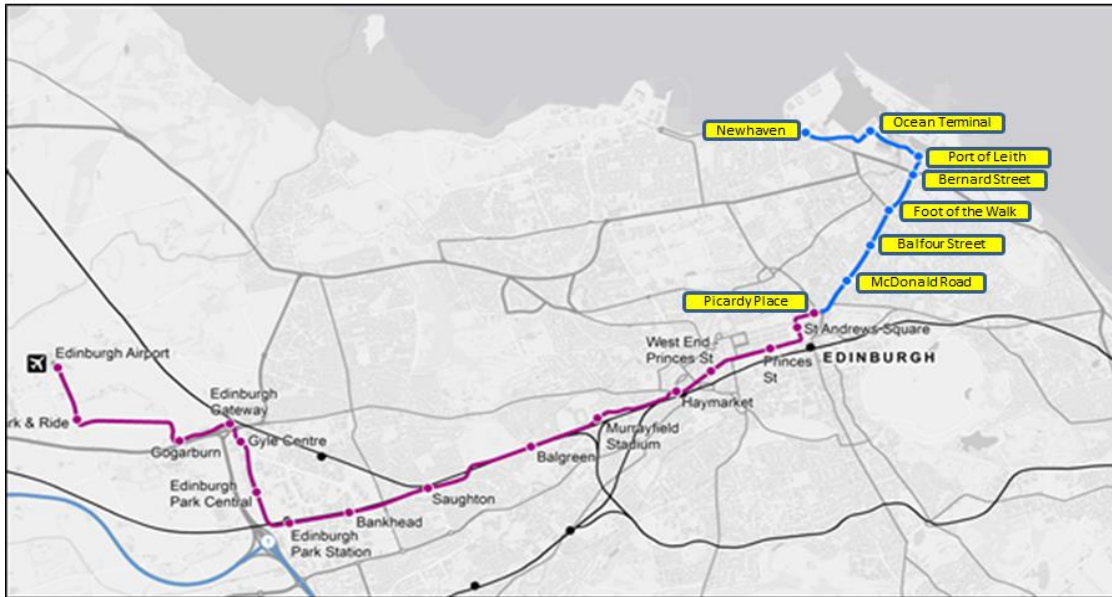 Newhaven
Ocean Terminal
Port of Leith
Bernard Street
Foot of the Walk
Balfour Street
McDonald Road
Picardy Place
St Andrews Square
West End -
Princes St
Princes
St
EDINBURGH
Edinburgh Airport
Edinburgh
Gateway
Haymarket
rk & Ride
Murrayfield
Stadium
Gogarburn
Gyle Centre
Balgreen
Edinburgh
Park Central
Saughton
Bankhead
Edinburgh
Park Station